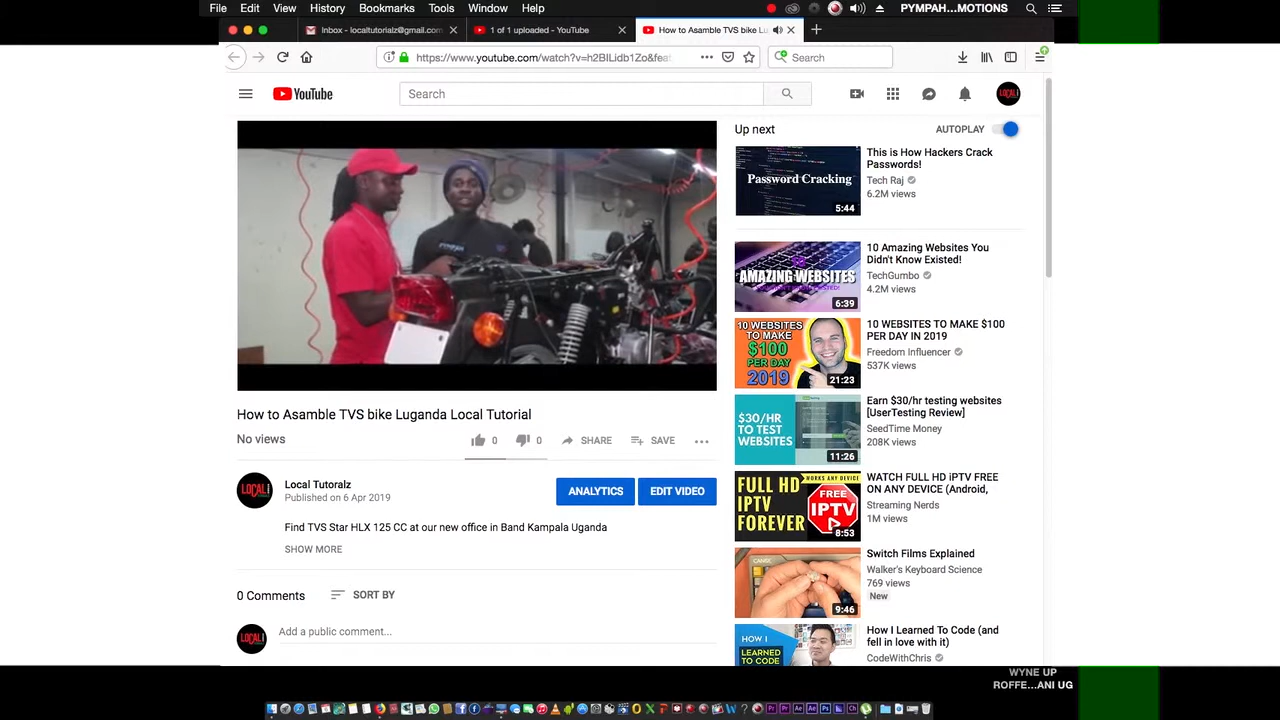 File Edit View History Bookmarks Tools Window Help PYMPAH-...MOTIONS
Inbox - localtutorialz@gmail.com
1 of 1 uploaded - YouTube
How to Asamble TVS bike Lu
https://www.youtube.com/watch?v=h2BILidb1Zo&feat
Search
YouTube
Search
LOCAL
Up next
AUTOPLAY
Password Cracking
5:44
This is How Hackers Crack
Passwords!
Tech Raj
6.2M views
AMAZING WEBSITES
6:39
10 Amazing Websites You
Didn't Know Existed!
TechGumbo
4.2M views
10 WEBSITES
TO MAKE
$100
PER DAY
2019
21:23
10 WEBSITES TO MAKE $100
PER DAY IN 2019
Freedom Influencer
537K views
$30/HR
TO TEST
WEBSITES
11:26
Earn $30/hr testing websites
[UserTesting Review]
SeedTime Money
208K views
WORKS ANY DEVICE
FULL HD
IPTV
FOREVER
FREE
IPTV
8:53
WATCH FULL HD iPTV FREE
ON ANY DEVICE (Android,
Streaming Nerds
1M views
9:46
Switch Films Explained
Walker's Keyboard Science
769 views
New
HOW I
LEARNED
TO CODE
How I Learned To Code (and
fell in love with it)
CodeWithChris
How to Asamble TVS bike Luganda Local Tutorial
No views
0 0 SHARE SAVE
LOCAL
Local Tutoralz
Published on 6 Apr 2019
ANALYTICS EDIT VIDEO
Find TVS Star HLX 125 CC at our new office in Band Kampala Uganda
SHOW MORE
0 Comments SORT BY
LOCAL
Add a public comment...
WYNE UP
ROFFE...ANI UG